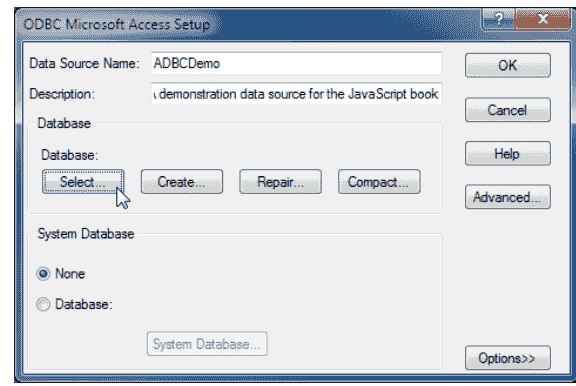 ODBC Microsoft Access Setup
Data Source Name: ADBCDemo
OK
Description: demonstration data source for the JavaScript book
Cancel
Database
Database:
Help
Select... Create... Repair... Compact...
Advanced...
System Database
None
Database:
System Database...
Options>>